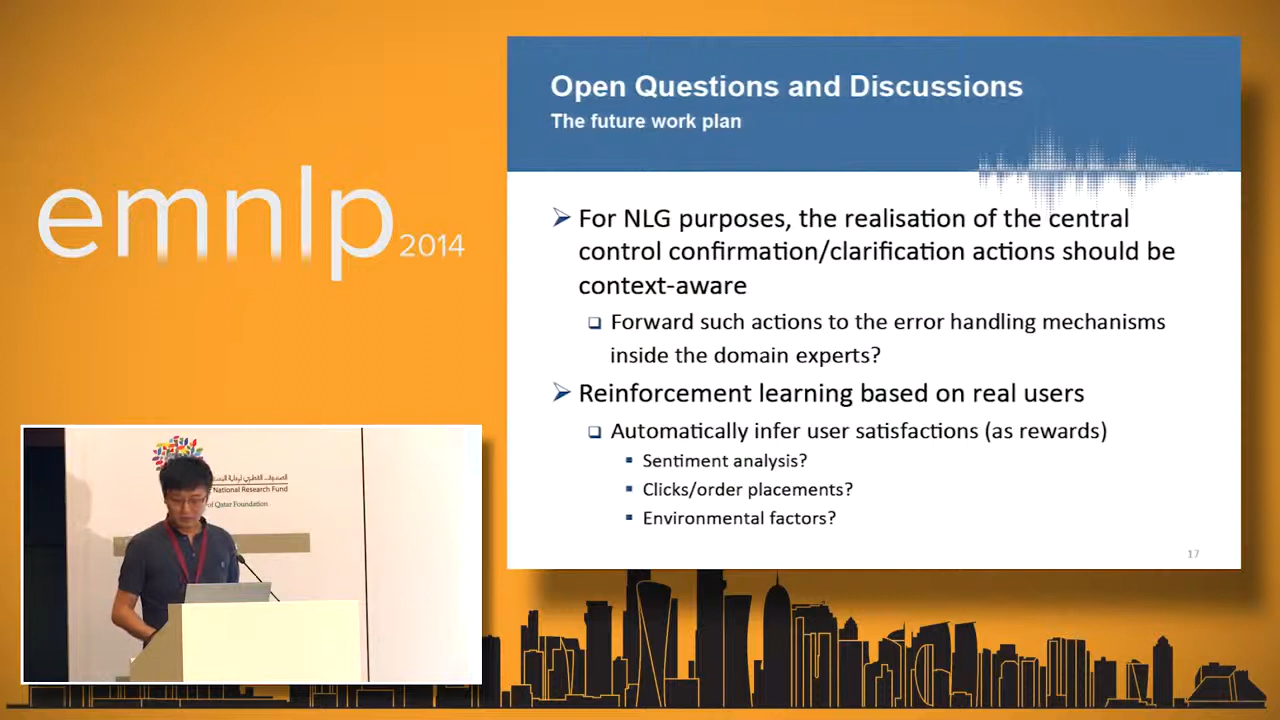 emnlp 2014
Open Questions and Discussions
The future work plan
For NLG purposes, the realisation of the central
control confirmation/clarification actions should be
context-aware
Forward such actions to the error handling mechanisms
inside the domain experts?
Reinforcement learning based on real users
Automatically infer user satisfactions (as rewards)
Sentiment analysis?
Clicks/order placements?
Environmental factors?
17
National Research Fund
of Qatar Foundation